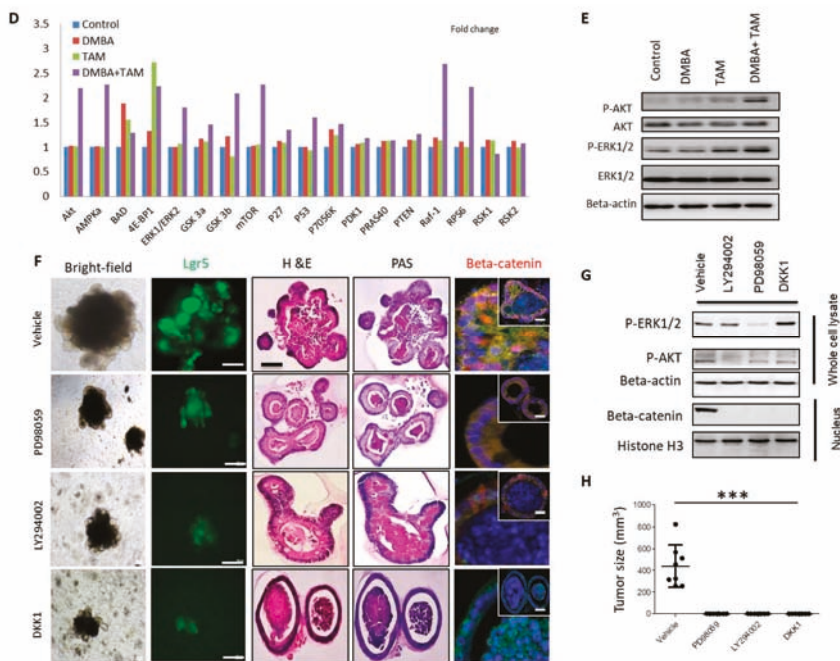 D
Fold change
Control
DMBA
TAM
DMBA+TAM
3
2.5
2
1.5
1
0.5
0
Akt
AMPKa
BAD
4E-BP1
ERK1/ERK2
GSK 3a
GSK 3b
mTOR
P27
P53
P7056K
PDK1
PRAS40
PTEN
Raf-1
RPS6
RSK1
RSK2
E
Control
DMBA
TAM
DMBA+ TAM
P-AKT
AKT
P-ERK1/2
ERK1/2
Beta-actin
F
Bright-field
Lgr5
H &E
PAS
Beta-catenin
Vehicle
PD98059
LY294002
DKK1
G
Vehicle
LY294002
PD98059
DKK1
P-ERK1/2
P-AKT
Beta-actin
Beta-catenin
Histone H3
Whole cell lysate
Nucleus
H
***
Tumor size (mm³)
1000
800
600
400
200
0
Vehicle
PD98059
LY294002
DKK1